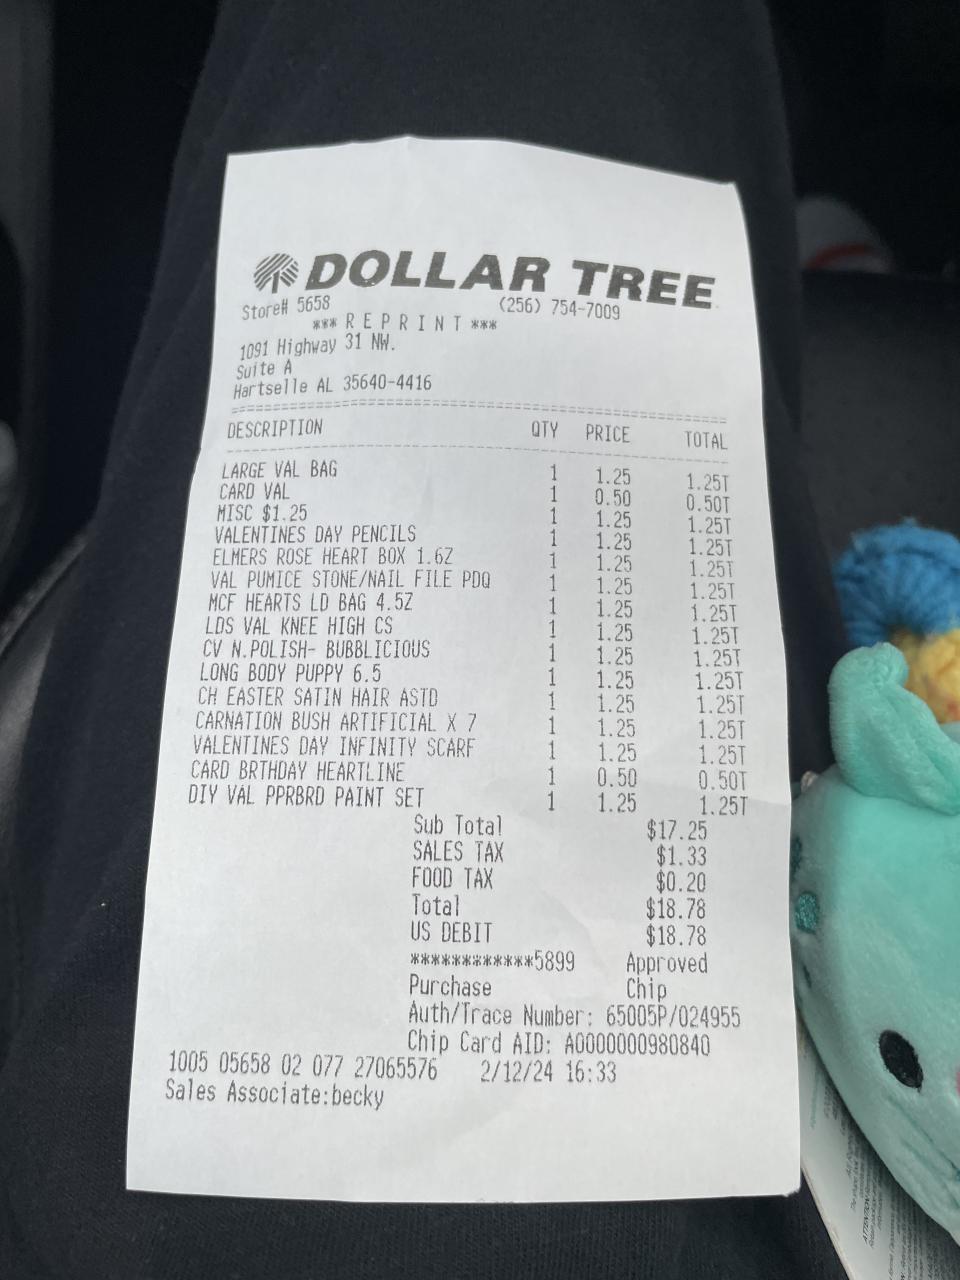 DOLLAR TREE
Store# 5658 (256) 754-7009
*** R E P R I N T ***
1091 Highway 31 NW.
Suite A
Hartselle AL 35640-4416
DESCRIPTION QTY PRICE TOTAL
LARGE VAL BAG 1 1.25 1.25T
CARD VAL 1 0.50 0.50T
MISC $1.25 1 1.25 1.25T
VALENTINES DAY PENCILS 1 1.25 1.25T
ELMERS ROSE HEART BOX 1.6Z 1 1.25 1.25T
VAL PUMICE STONE/NAIL FILE PDQ 1 1.25 1.25T
MCF HEARTS LD BAG 4.5Z 1 1.25 1.25T
LDS VAL KNEE HIGH CS 1 1.25 1.25T
CV N.POLISH- BUBBLICIOUS 1 1.25 1.25T
LONG BODY PUPPY 6.5 1 1.25 1.25T
CH EASTER SATIN HAIR ASTD 1 1.25 1.25T
CARNATION BUSH ARTIFICIAL X 7 1 1.25 1.25T
VALENTINES DAY INFINITY SCARF 1 1.25 1.25T
CARD BRTHDAY HEARTLINE 1 0.50 0.50T
DIY VAL PPRBRD PAINT SET 1 1.25 1.25T
Sub Total $17.25
SALES TAX $1.33
FOOD TAX $0.20
Total $18.78
US DEBIT $18.78
************5899 Approved
Purchase Chip
Auth/Trace Number: 65005P/024955
Chip Card AID: A0000000980840
1005 05658 02 077 27065576 2/12/24 16:33
Sales Associate:becky